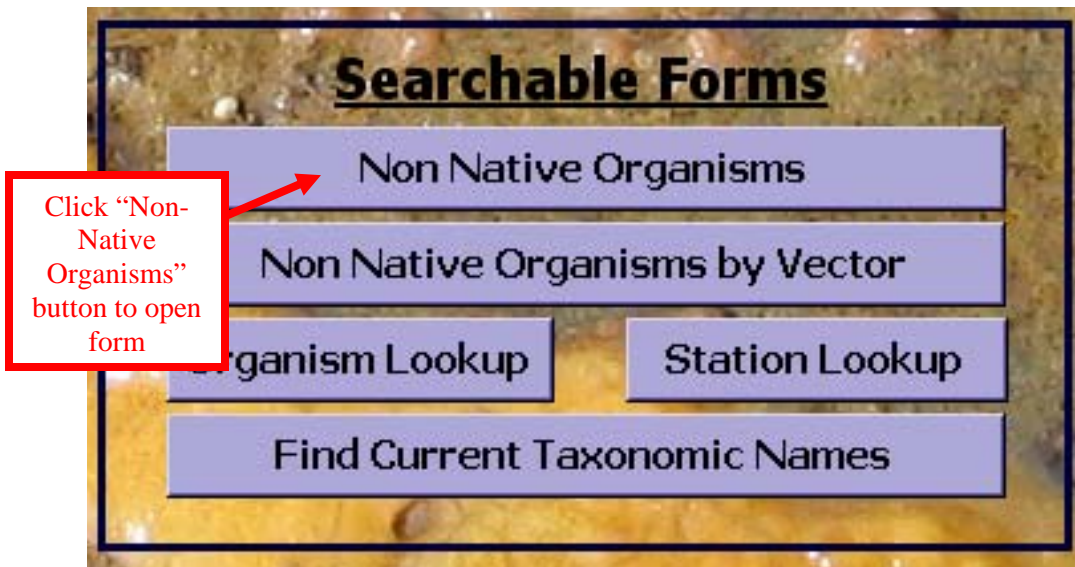 Searchable Forms
Non Native Organisms
Click “Non-
Native
Organisms”
button to open
form
Non Native Organisms by Vector
Organism Lookup
Station Lookup
Find Current Taxonomic Names